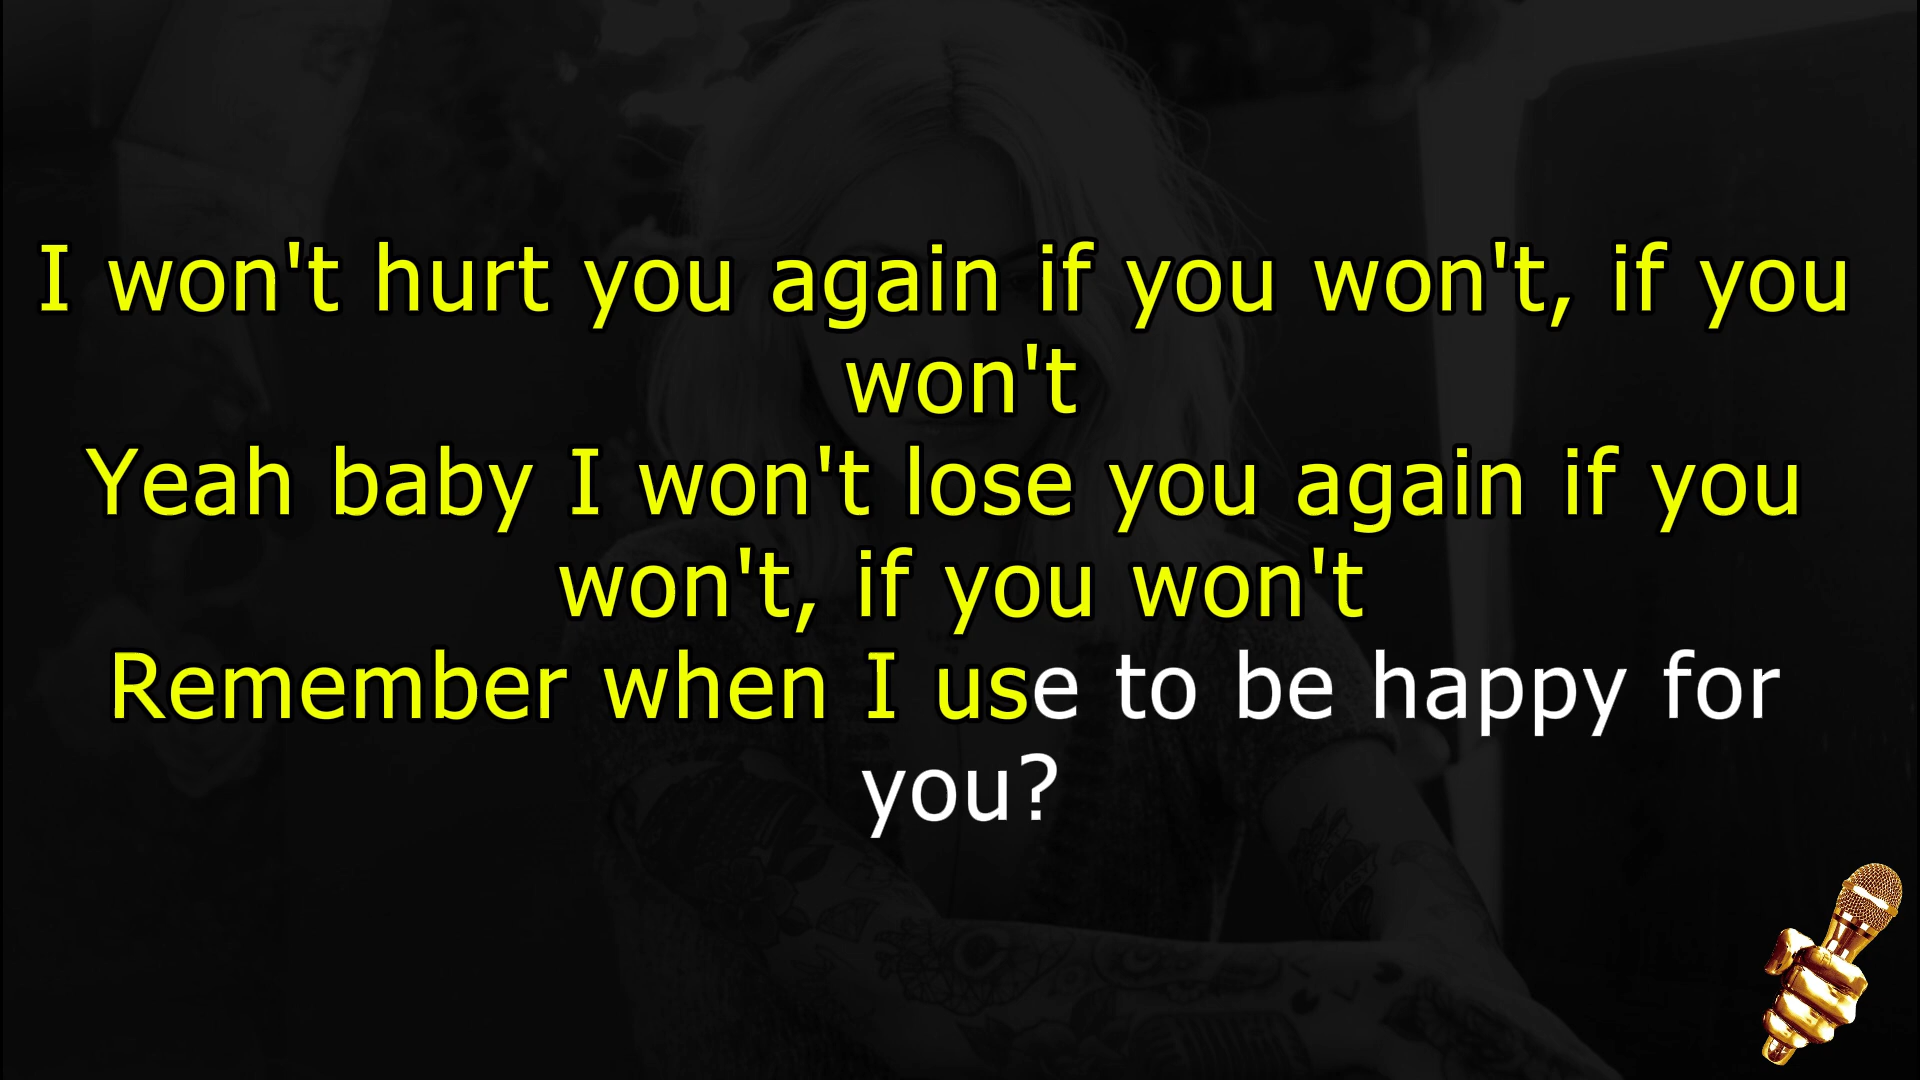 I won't hurt you again if you won't, if you
won't
Yeah baby I won't lose you again if you
won't, if you won't
Remember when I use to be happy for
you?